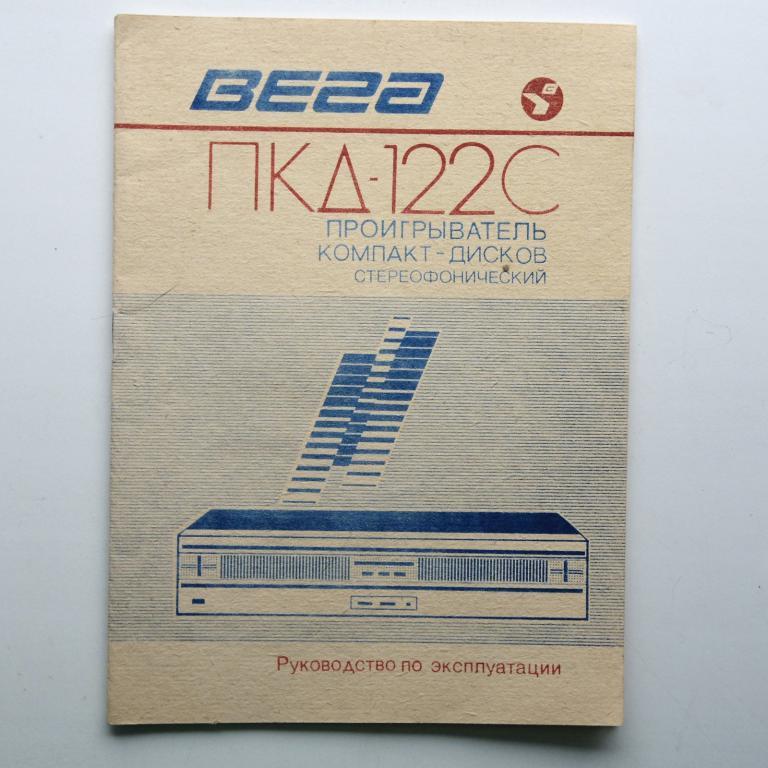 Вега
ПКД-122С
ПРОИГРЫВАТЕЛЬ
КОМПАКТ-ДИСКОВ
СТЕРЕОФОНИЧЕСКИЙ
Руководство по эксплуатации